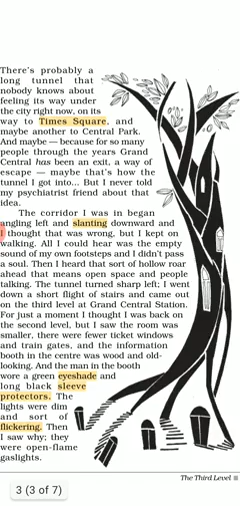 There's probably a
long tunnel that
nobody knows about
feeling its way under
the city right now, on its
way to Times Square, and
maybe another to Central Park.
And maybe — because for so many
people through the years Grand
Central has been an exit, a way of
escape — maybe that's how the
tunnel I got into... But I never told
my psychiatrist friend about that
idea.
The corridor I was in began
angling left and slanting downward and
I thought that was wrong, but I kept on
walking. All I could hear was the empty
sound of my own footsteps and I didn't pass
a soul. Then I heard that sort of hollow roar
ahead that means open space and people
talking. The tunnel turned sharp left; I went
down a short flight of stairs and came out
on the third level at Grand Central Station.
For just a moment I thought I was back on
the second level, but I saw the room was
smaller, there were fewer ticket windows
and train gates, and the information
booth in the centre was wood and old-
looking. And the man in the booth
wore a green eyeshade and
long black sleeve
protectors. The
lights were dim
and sort of
flickering. Then
I saw why; they
were open-flame
gaslights.
The Third Level
3 (3 of 7)